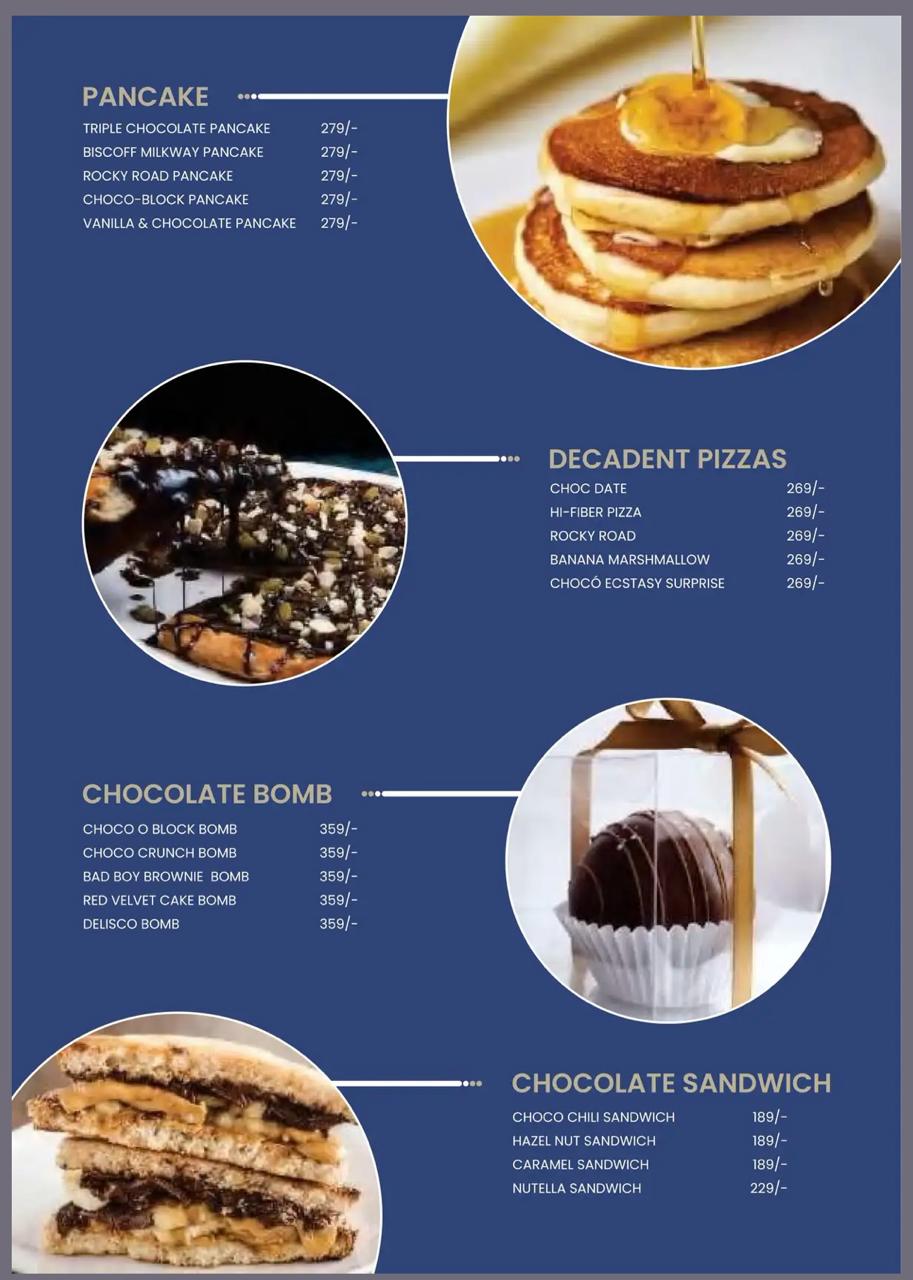 PANCAKE
TRIPLE CHOCOLATE PANCAKE 279/-
BISCOFF MILKWAY PANCAKE 279/-
ROCKY ROAD PANCAKE 279/-
CHOCO-BLOCK PANCAKE 279/-
VANILLA & CHOCOLATE PANCAKE 279/-
DECADENT PIZZAS
CHOC DATE 269/-
HI-FIBER PIZZA 269/-
ROCKY ROAD 269/-
BANANA MARSHMALLOW 269/-
CHOCÓ ECSTASY SURPRISE 269/-
CHOCOLATE BOMB
CHOCO O BLOCK BOMB 359/-
CHOCO CRUNCH BOMB 359/-
BAD BOY BROWNIE BOMB 359/-
RED VELVET CAKE BOMB 359/-
DELISCO BOMB 359/-
CHOCOLATE SANDWICH
CHOCO CHILI SANDWICH 189/-
HAZEL NUT SANDWICH 189/-
CARAMEL SANDWICH 189/-
NUTELLA SANDWICH 229/-